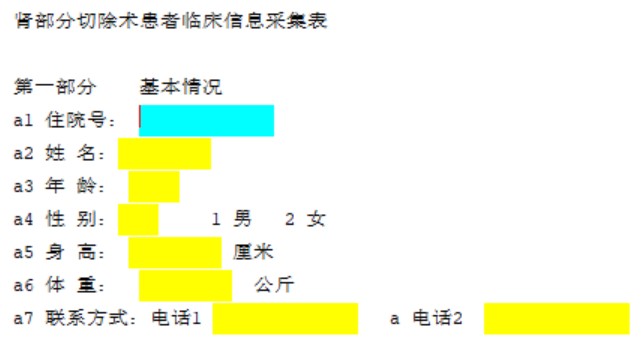 肾部分切除术患者临床信息采集表
第一部分 基本情况
a1 住院号:
a2 姓 名:
a3 年 龄:
a4 性 别: 1 男 2 女
a5 身 高: 厘米
a6 体 重: 公斤
a7 联系方式: 电话1 a 电话2